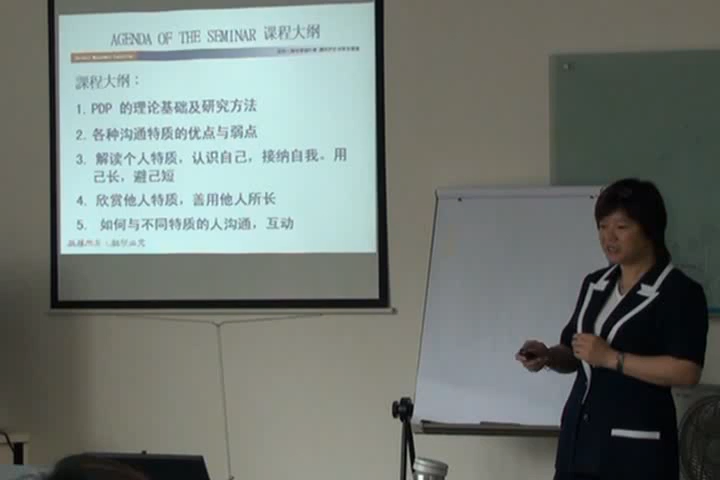 AGENDA OF THE SEMINAR 课程大纲
課程大纲：
1. PDP 的理论基础及研究方法
2. 各种沟通特质的优点与弱点
3. 解读个人特质，认识自己，接纳自我。用
己长，避己短
4. 欣赏他人特质，善用他人所长
5. 如何与不同特质的人沟通，互动